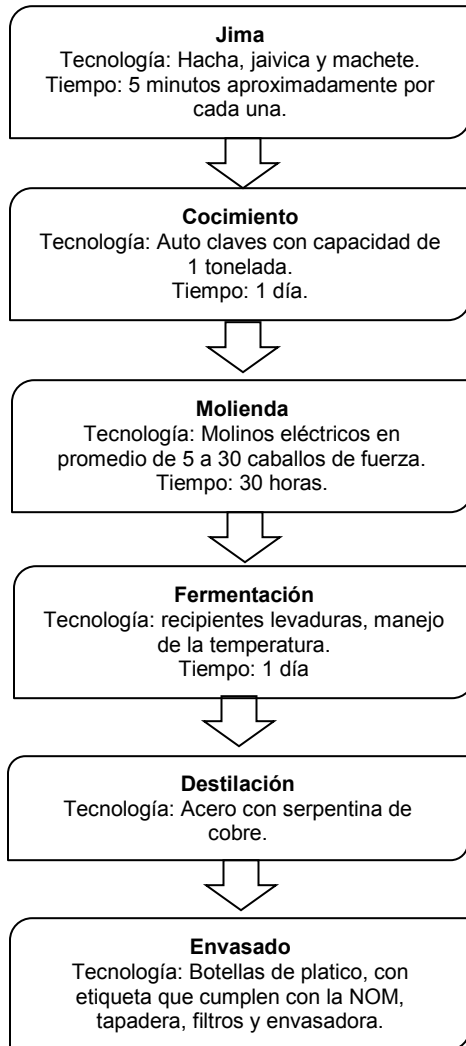 Jima
Tecnología: Hacha, jaivica y machete.
Tiempo: 5 minutos aproximadamente por
cada una.
Cocimiento
Tecnología: Auto claves con capacidad de
1 tonelada.
Tiempo: 1 día.
Molienda
Tecnología: Molinos eléctricos en
promedio de 5 a 30 caballos de fuerza.
Tiempo: 30 horas.
Fermentación
Tecnología: recipientes levaduras, manejo
de la temperatura.
Tiempo: 1 día
Destilación
Tecnología: Acero con serpentina de
cobre.
Envasado
Tecnología: Botellas de platico, con
etiqueta que cumplen con la NOM,
tapadera, filtros y envasadora.